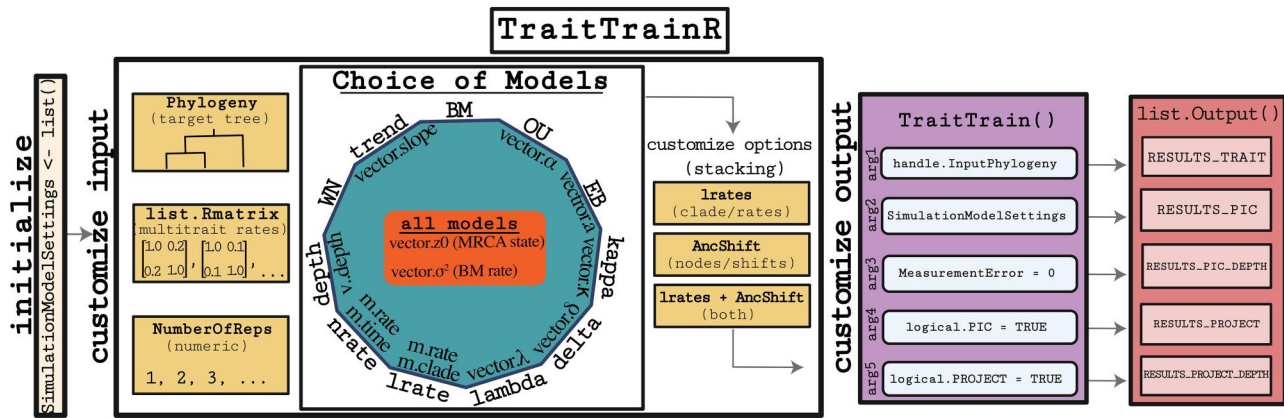 TraitTrainR
initialize
SimulationModelSettings <- list()
customize input
Phylogeny
(target tree)
list.Rmatrix
(multitrait rates)
[1.0 0.2
0.2 1.0], [1.0 0.1
0.1 1.0], ...
NumberOfReps
(numeric)
1, 2, 3, ...
Choice of Models
BM
OU
vector.α
EB
vectror.a
kappa
vector.κ
delta
vector.δ
lambda
vector.λ
lrate
m.rate
m.clade
nrate
m.rate
m.time
depth
v.depth
WN
trend
vector.slope
all models
vector.z0 (MRCA state)
vector.σ² (BM rate)
customize options
(stacking)
lrates
(clade/rates)
AncShift
(nodes/shifts)
lrates + AncShift
(both)
customize output
TraitTrain()
arg1
handle.InputPhylogeny
arg2
SimulationModelSettings
arg3
MeasurementError = 0
arg4
logical.PIC = TRUE
arg5
logical.PROJECT = TRUE
list.Output()
RESULTS_TRAIT
RESULTS_PIC
RESULTS_PIC_DEPTH
RESULTS_PROJECT
RESULTS_PROJECT_DEPTH